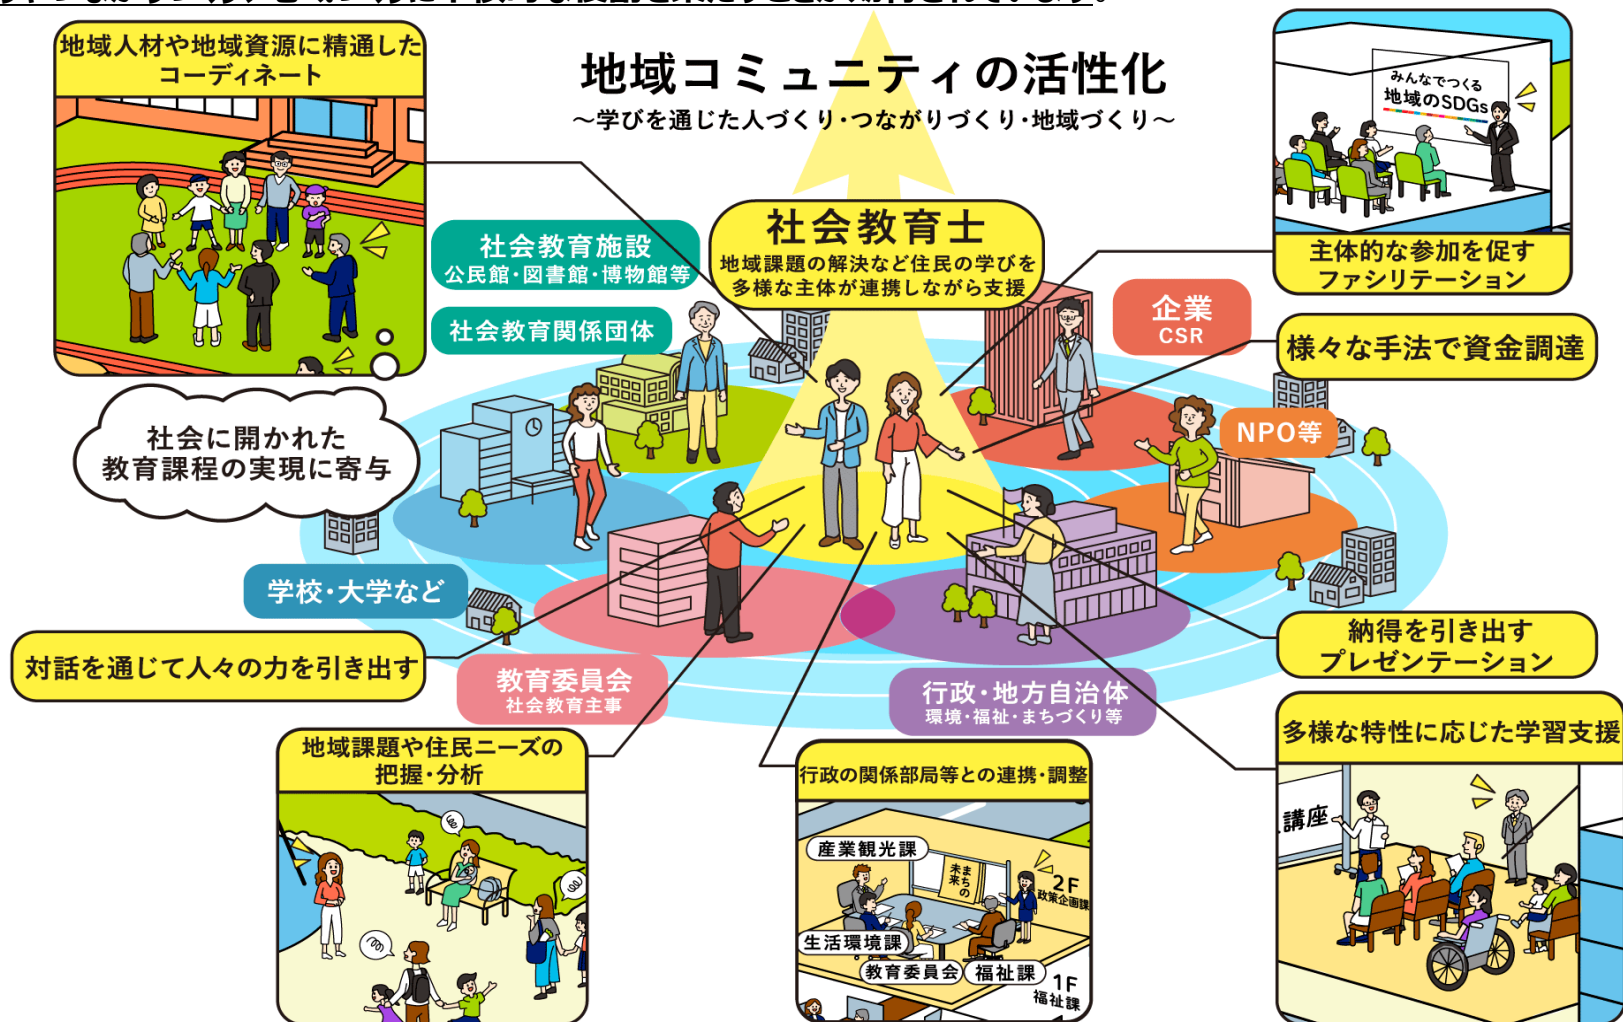 地域コミュニティの活性化
～学びを通じた人づくり・つながりづくり・地域づくり～
地域人材や地域資源に精通した
コーディネート
みんなでつくる
地域のSDGs
主体的な参加を促す
ファシリテーション
社会教育士
地域課題の解決など住民の学びを
多様な主体が連携しながら支援
社会教育施設
公民館・図書館・博物館等
社会教育関係団体
企業
CSR
様々な手法で資金調達
NPO等
社会に開かれた
教育課程の実現に寄与
学校・大学など
対話を通じて人々の力を引き出す
教育委員会
社会教育主事
行政・地方自治体
環境・福祉・まちづくり等
納得を引き出す
プレゼンテーション
地域課題や住民ニーズの
把握・分析
行政の関係部局等との連携・調整
産業観光課
まちの
未来
2F
政策企画課
生活環境課
教育委員会
福祉課
1F
福祉課
多様な特性に応じた学習支援
講座